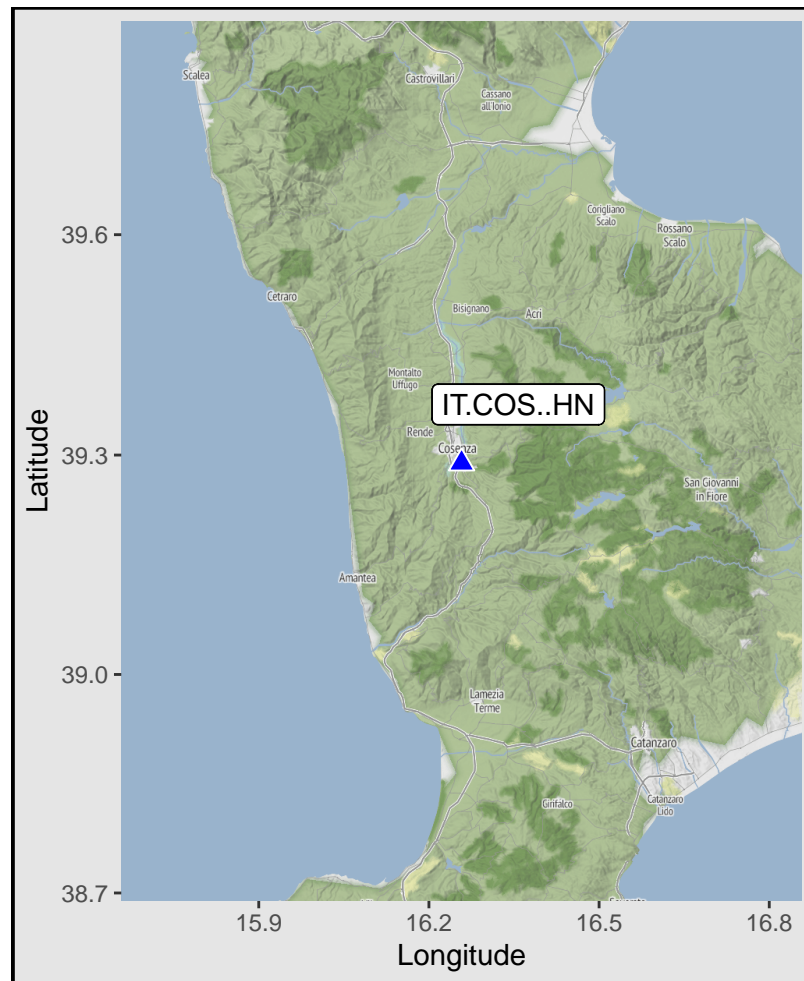 Scalea
Castrovillari
Cassano
all'Ionio
Corigliano
Scalo
Rossano
Scalo
39.6
Cetraro
Bisignano
Acri
Montalto
Uffugo
IT.COS..HN
Rende
Cosenza
39.3
San Giovanni
in Fiore
Latitude
Amantea
39.0
Lamezia
Terme
Catanzaro
Catanzaro
Lido
Girifalco
38.7
15.9
16.2
16.5
16.8
Longitude